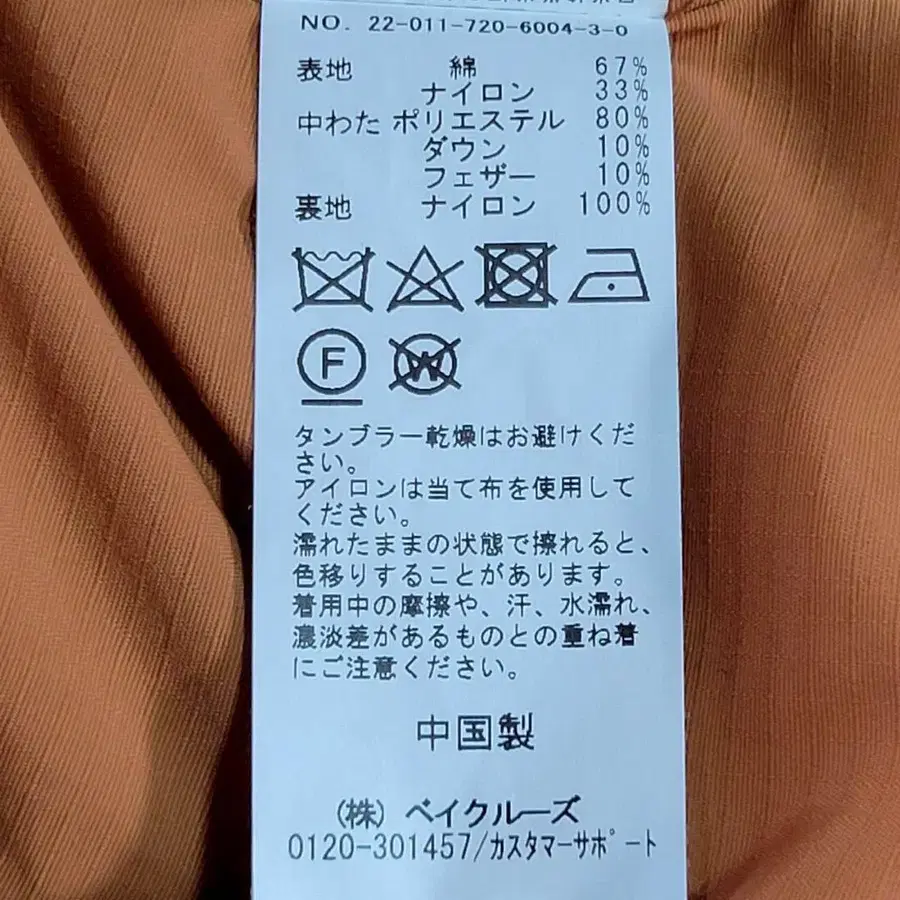 NO. 22-011-720-6004-3-0
表地 綿 67%
ナイロン 33%
中わた ポリエステル 80%
ダウン 10%
フェザー 10%
裏地 ナイロン 100%
F W
タンブラー乾燥はお避けくだ
さい。
アイロンは当て布を使用して
ください。
濡れたままの状態で擦れると、
色移りすることがあります。
着用中の摩擦や、汗、水濡れ、
濃淡差があるものとの重ね着
にご注意ください。
中国製
(株) ベイクルーズ
0120-301457/カスタマーサポート